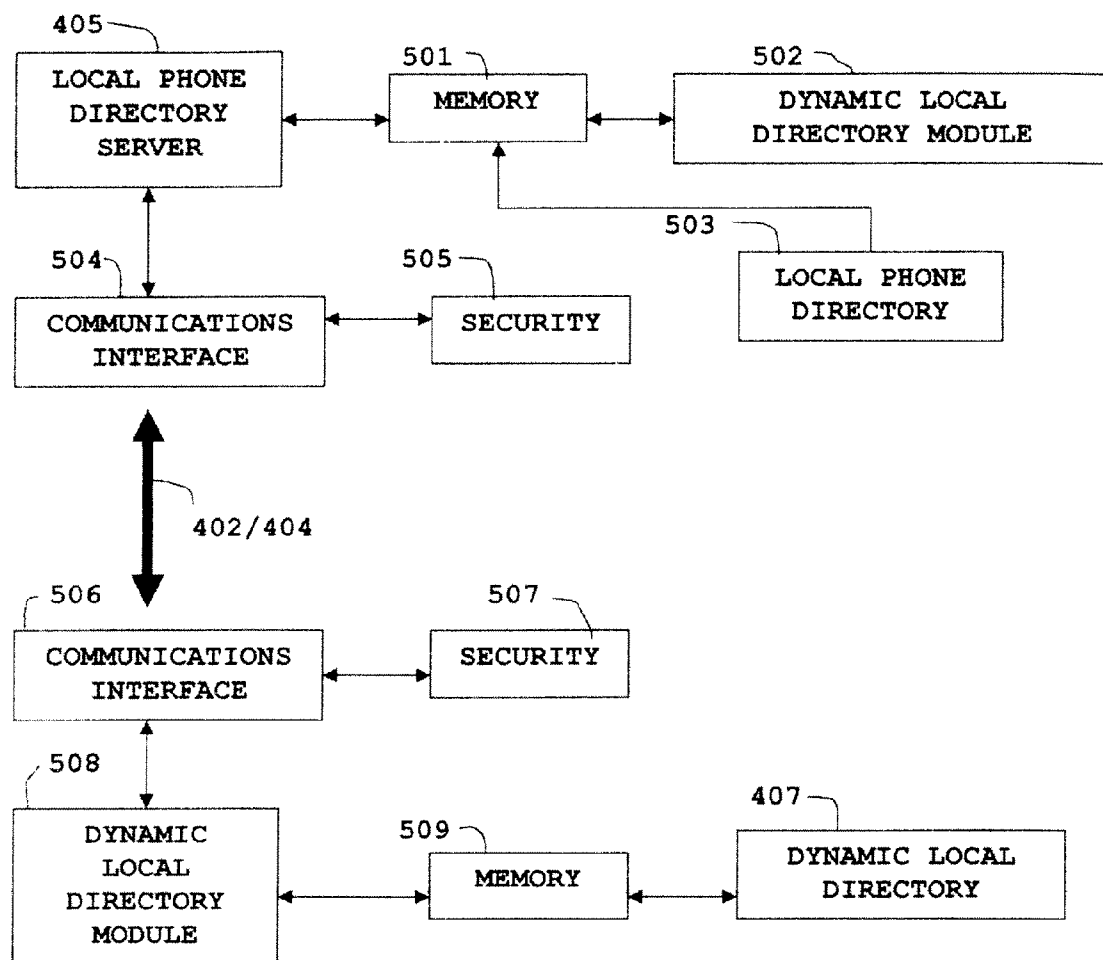 405
LOCAL PHONE
DIRECTORY
SERVER
501
MEMORY
502
DYNAMIC LOCAL
DIRECTORY MODULE
503
LOCAL PHONE
DIRECTORY
504
COMMUNICATIONS
INTERFACE
505
SECURITY
402/404
506
COMMUNICATIONS
INTERFACE
507
SECURITY
508
DYNAMIC
LOCAL
DIRECTORY
MODULE
509
MEMORY
407
DYNAMIC LOCAL
DIRECTORY